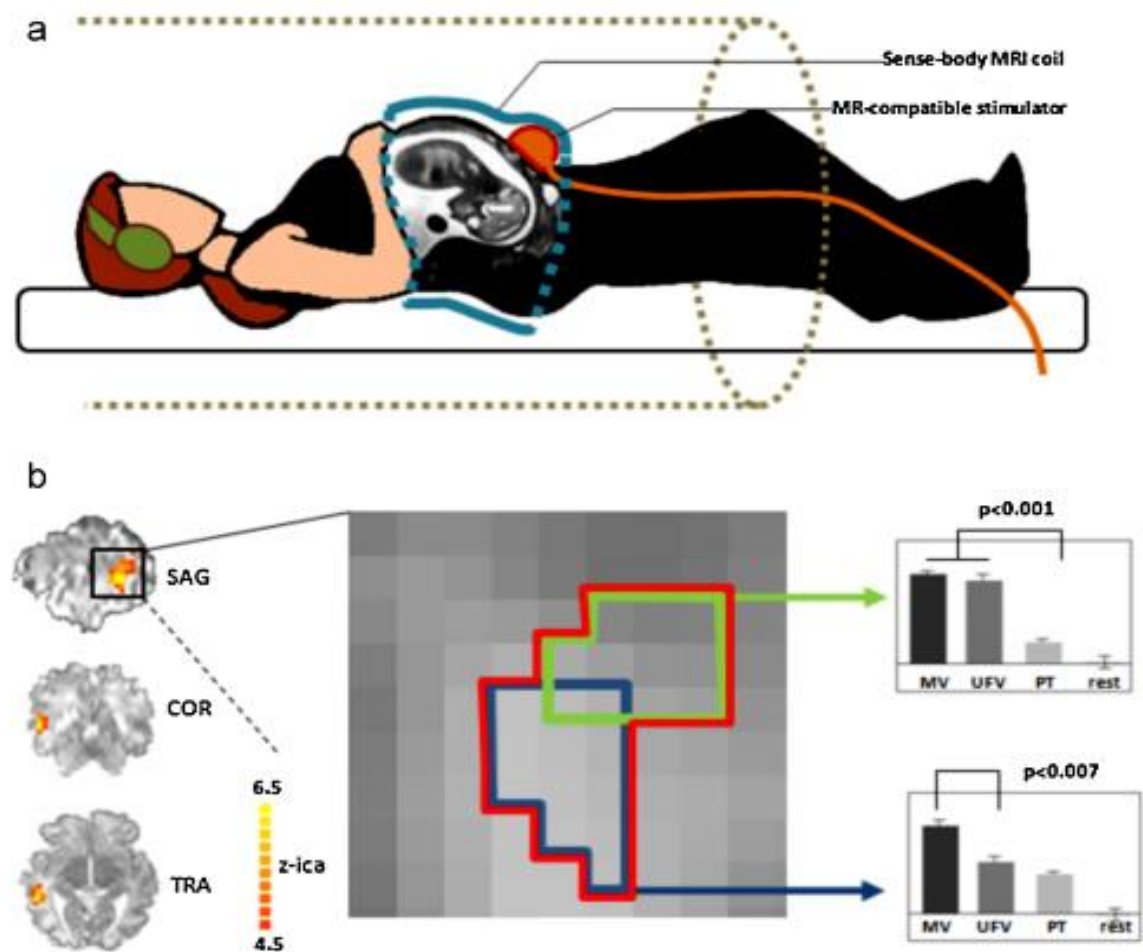 a
Sense-body MRI coil
MR-compatible stimulator
b
SAG
COR
TRA
6.5
z-ica
4.5
p<0.001
MV UFV PT rest
p<0.007
MV UFV PT rest